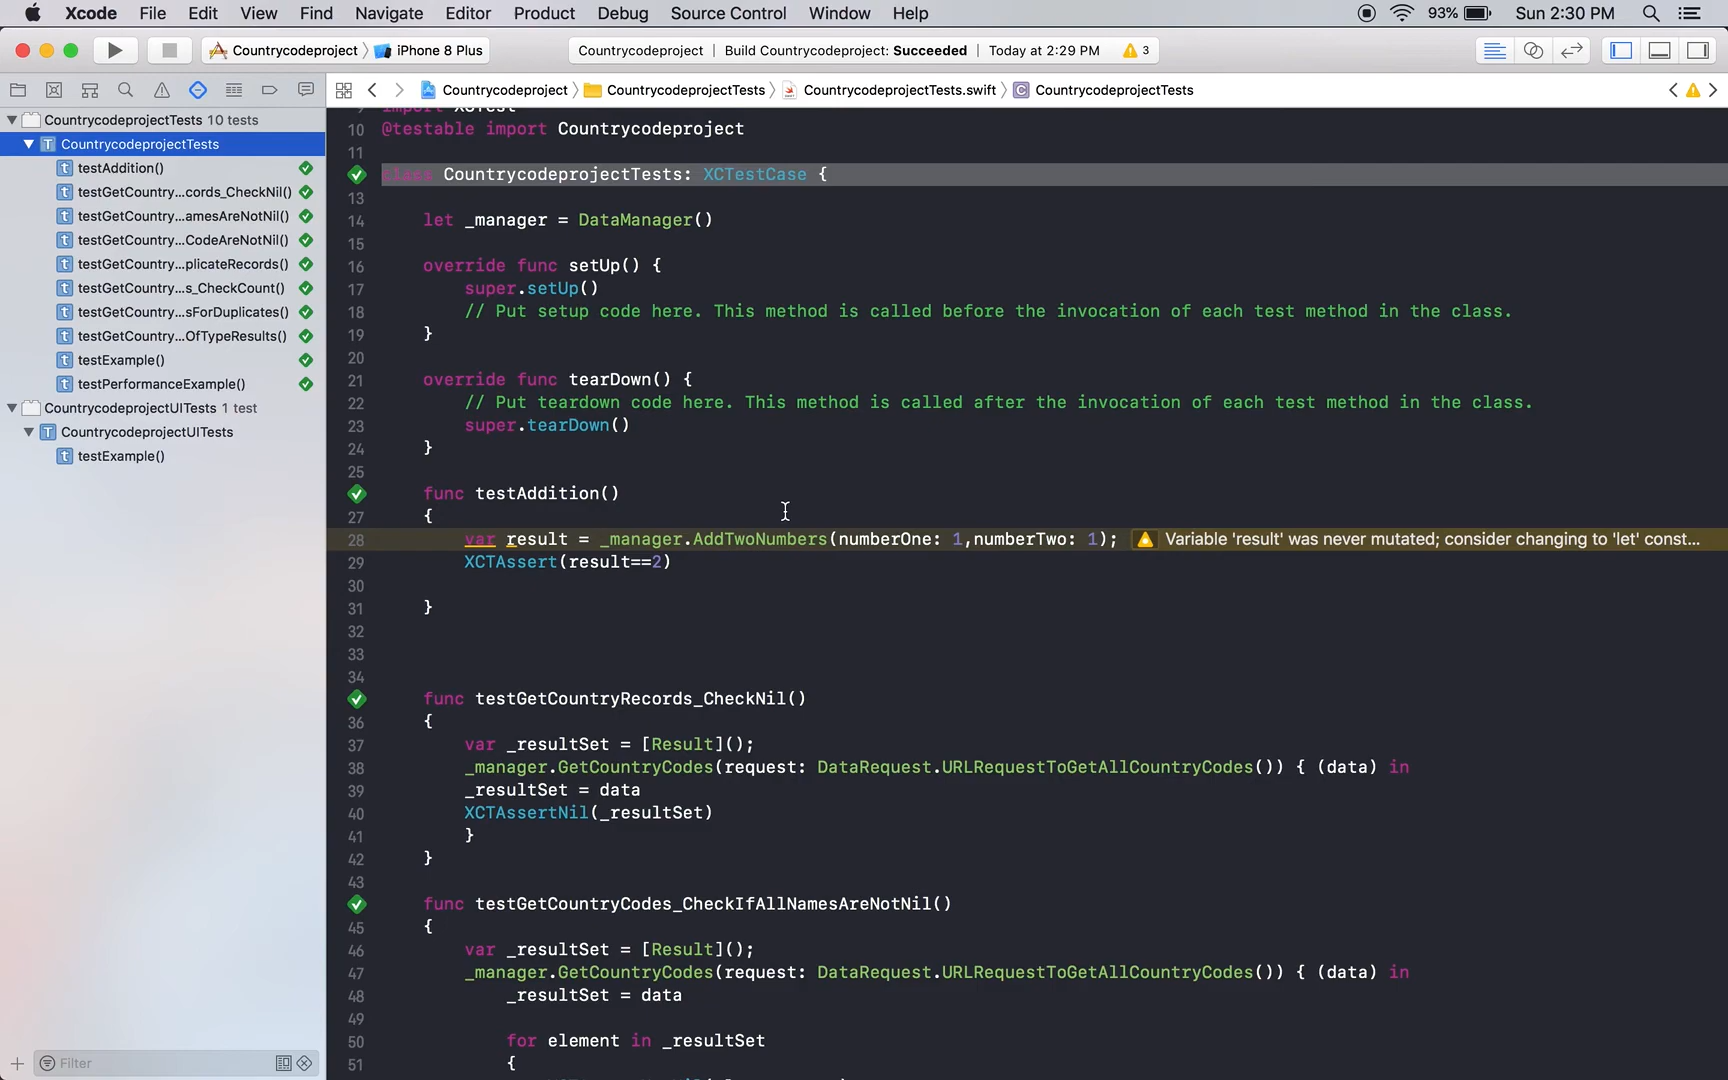 Xcode File Edit View Find Navigate Editor Product Debug Source Control Window Help 93% Sun 2:30 PM
Countrycodeproject iPhone 8 Plus Countrycodeproject | Build Countrycodeproject: Succeeded | Today at 2:29 PM 3
Countrycodeproject CountrycodeprojectTests CountrycodeprojectTests.swift CountrycodeprojectTests
CountrycodeprojectTests 10 tests
CountrycodeprojectTests
testAddition()
testGetCountry...cords_CheckNil()
testGetCountry...amesAreNotNil()
testGetCountry...CodeAreNotNil()
testGetCountry...plicateRecords()
testGetCountry...s_CheckCount()
testGetCountry...sForDuplicates()
testGetCountry...OfTypeResults()
testExample()
testPerformanceExample()
CountrycodeprojectUITests 1 test
CountrycodeprojectUITests
testExample()
Filter
import XCTest
10 @testable import Countrycodeproject
11
class CountrycodeprojectTests: XCTestCase {
13
14 let _manager = DataManager()
15
16 override func setUp() {
17 super.setUp()
18 // Put setup code here. This method is called before the invocation of each test method in the class.
19 }
20
21 override func tearDown() {
22 // Put teardown code here. This method is called after the invocation of each test method in the class.
23 super.tearDown()
24 }
25
func testAddition()
27 {
28 var result = _manager.AddTwoNumbers(numberOne: 1,numberTwo: 1); Variable 'result' was never mutated; consider changing to 'let' const...
29 XCTAssert(result==2)
30
31 }
32
33
34
func testGetCountryRecords_CheckNil()
36 {
37 var _resultSet = [Result]();
38 _manager.GetCountryCodes(request: DataRequest.URLRequestToGetAllCountryCodes()) { (data) in
39 _resultSet = data
40 XCTAssertNil(_resultSet)
41 }
42 }
43
func testGetCountryCodes_CheckIfAllNamesAreNotNil()
45 {
46 var _resultSet = [Result]();
47 _manager.GetCountryCodes(request: DataRequest.URLRequestToGetAllCountryCodes()) { (data) in
48 _resultSet = data
49
50 for element in _resultSet
51 {